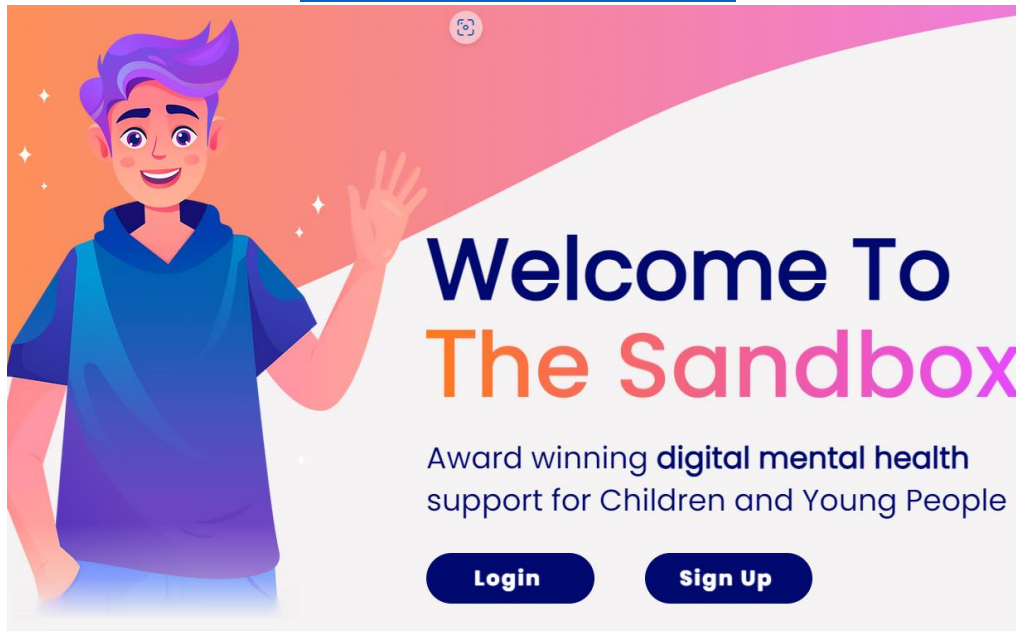 Welcome To
The Sandbox
Award winning digital mental health
support for Children and Young People
Login
Sign Up